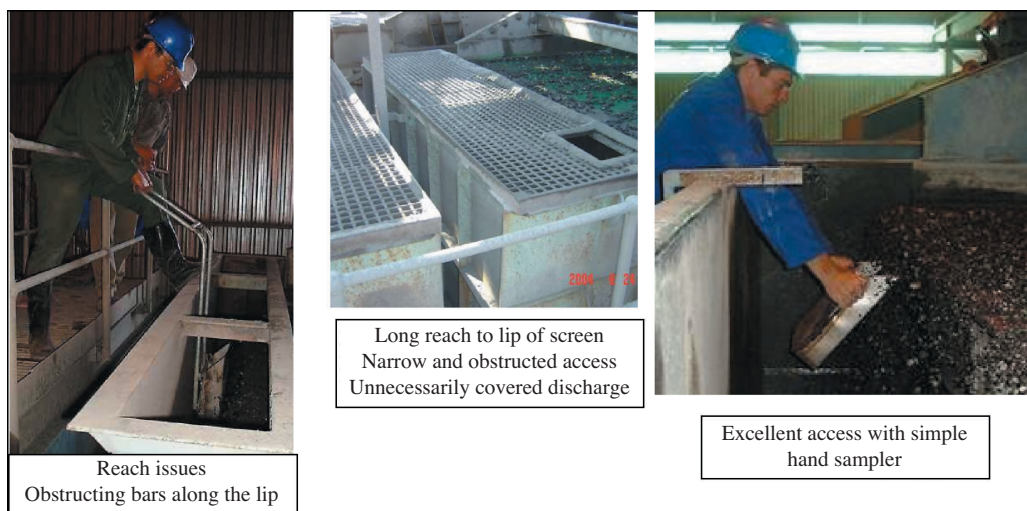 Reach issues
Obstructing bars along the lip
Long reach to lip of screen
Narrow and obstructed access
Unnecessarily covered discharge
Excellent access with simple
hand sampler